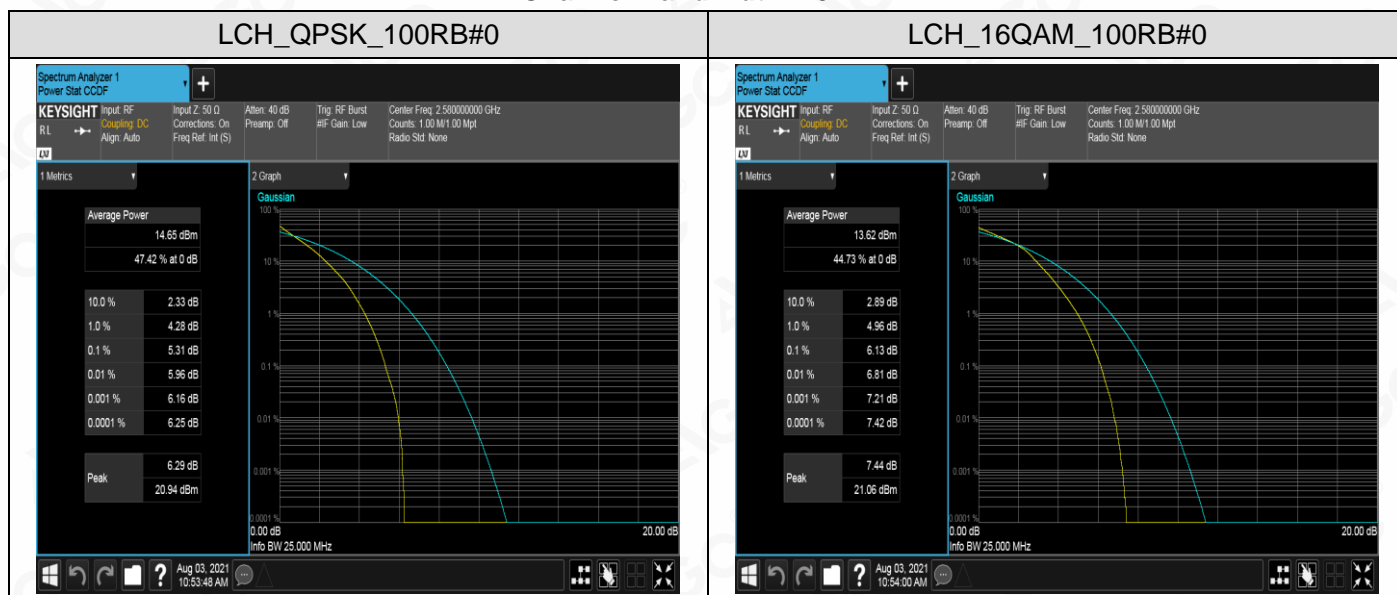 LCH_QPSK_100RB#0
LCH_16QAM_100RB#0
Spectrum Analyzer 1
Power Stat CCDF
+
KEYSIGHT
Input: RF
Coupling: DC
Align: Auto
Input Z: 50 Ω
Corrections: On
Freq Ref: Int (S)
Atten: 40 dB
Preamp: Off
Trig: RF Burst
#IF Gain: Low
Center Freq: 2.580000000 GHz
Counts: 1.00 M/1.00 Mpt
Radio Std: None
RL
LXI
1 Metrics
2 Graph
Gaussian
Average Power
14.65 dBm
47.42 % at 0 dB
10.0 % 2.33 dB
1.0 % 4.28 dB
0.1 % 5.31 dB
0.01 % 5.96 dB
0.001 % 6.16 dB
0.0001 % 6.25 dB
Peak
6.29 dB
20.94 dBm
100 %
10 %
1 %
0.1 %
0.01 %
0.001 %
0.0001 %
0.00 dB
20.00 dB
Info BW 25.000 MHz
?
Aug 03, 2021
10:53:48 AM
Spectrum Analyzer 1
Power Stat CCDF
+
KEYSIGHT
Input: RF
Coupling: DC
Align: Auto
Input Z: 50 Ω
Corrections: On
Freq Ref: Int (S)
Atten: 40 dB
Preamp: Off
Trig: RF Burst
#IF Gain: Low
Center Freq: 2.580000000 GHz
Counts: 1.00 M/1.00 Mpt
Radio Std: None
RL
LXI
1 Metrics
2 Graph
Gaussian
Average Power
13.62 dBm
44.73 % at 0 dB
10.0 % 2.89 dB
1.0 % 4.96 dB
0.1 % 6.13 dB
0.01 % 6.81 dB
0.001 % 7.21 dB
0.0001 % 7.42 dB
Peak
7.44 dB
21.06 dBm
100 %
10 %
1 %
0.1 %
0.01 %
0.001 %
0.0001 %
0.00 dB
20.00 dB
Info BW 25.000 MHz
?
Aug 03, 2021
10:54:00 AM